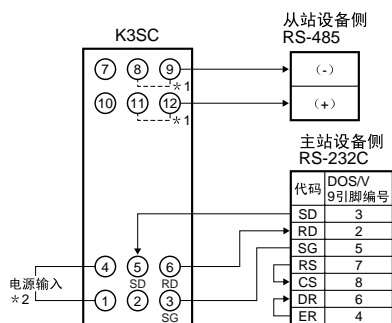 从站设备侧
K3SC
RS-485
⑦ ⑧ ⑨
(-)
*1
⑩ ⑪ ⑫
(+)
*1
主站设备侧
RS-232C
代码 DOS/V 9引脚编号
SD 3
RD 2
SG 5
RS 7
CS 8
DR 6
ER 4
④ ⑤ ⑥
SD RD
电源输入
*2
① ② ③
SG